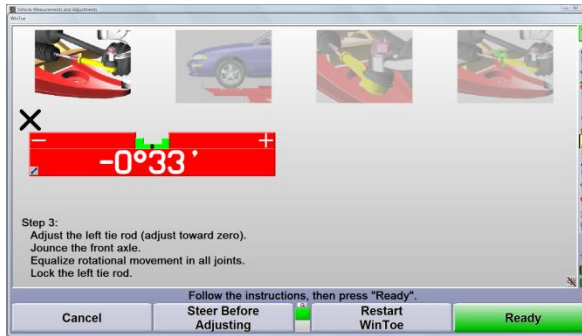 Vehicle Measurements and Adjustments
WinToe
− +
-0°33'
Step 3:
Adjust the left tie rod (adjust toward zero).
Jounce the front axle.
Equalize rotational movement in all joints.
Lock the left tie rod.
Follow the instructions, then press "Ready".
Cancel
Steer Before
Adjusting
Restart
WinToe
Ready